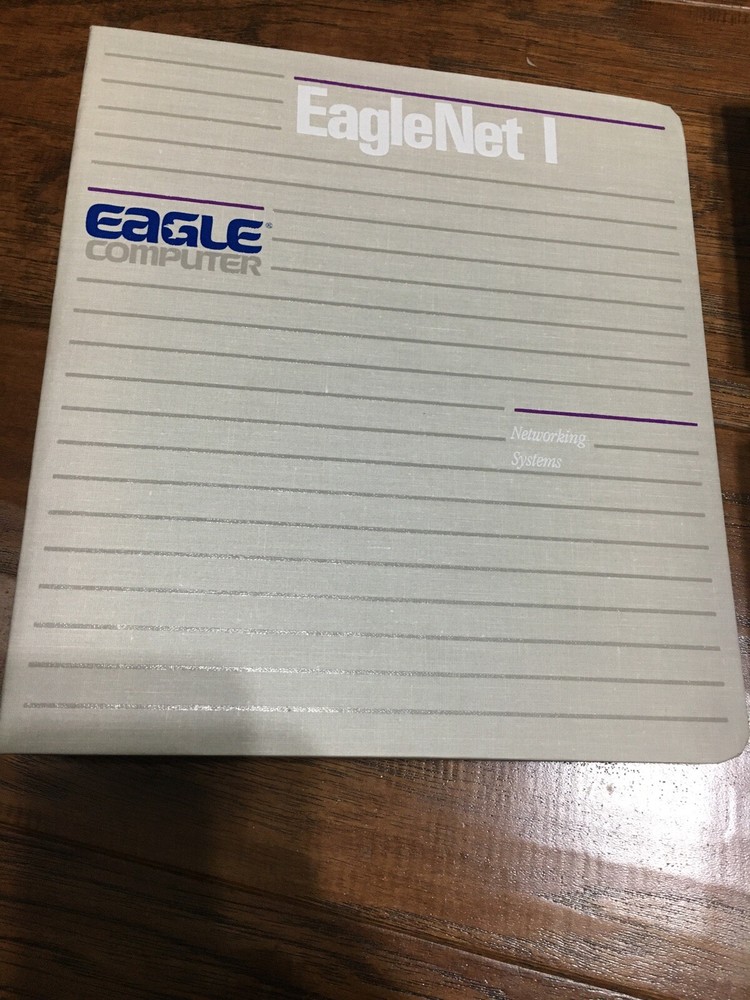 EagleNet I
EAGLE®
COMPUTER
Networking
Systems